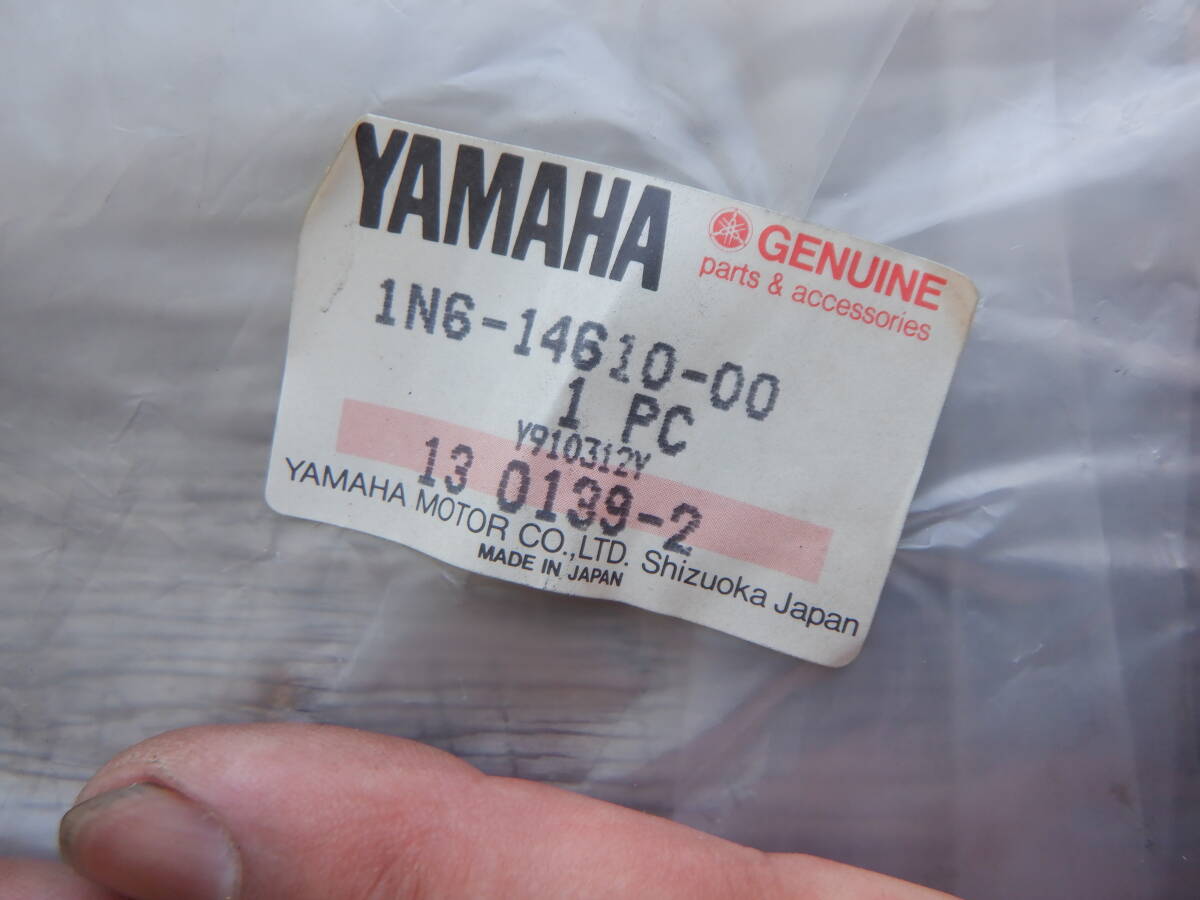 YAMAHA
GENUINE
parts & accessories
1N6-14610-00
1 PC
Y910312Y
13 0139-2
YAMAHA MOTOR CO.,LTD. Shizuoka Japan
MADE IN JAPAN